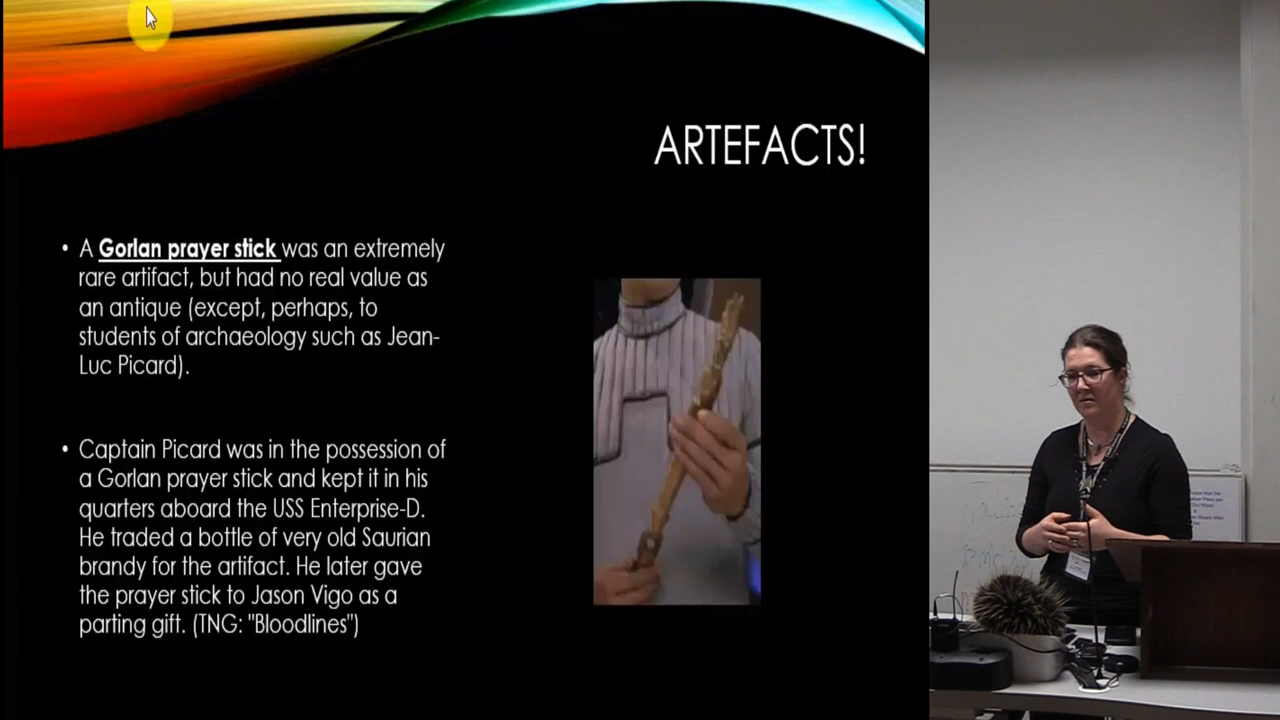 ARTEFACTS!
• A Gorlan prayer stick was an extremely
rare artifact, but had no real value as
an antique (except, perhaps, to
students of archaeology such as Jean-
Luc Picard).
• Captain Picard was in the possession of
a Gorlan prayer stick and kept it in his
quarters aboard the USS Enterprise-D.
He traded a bottle of very old Saurian
brandy for the artifact. He later gave
the prayer stick to Jason Vigo as a
parting gift. (TNG: "Bloodlines")